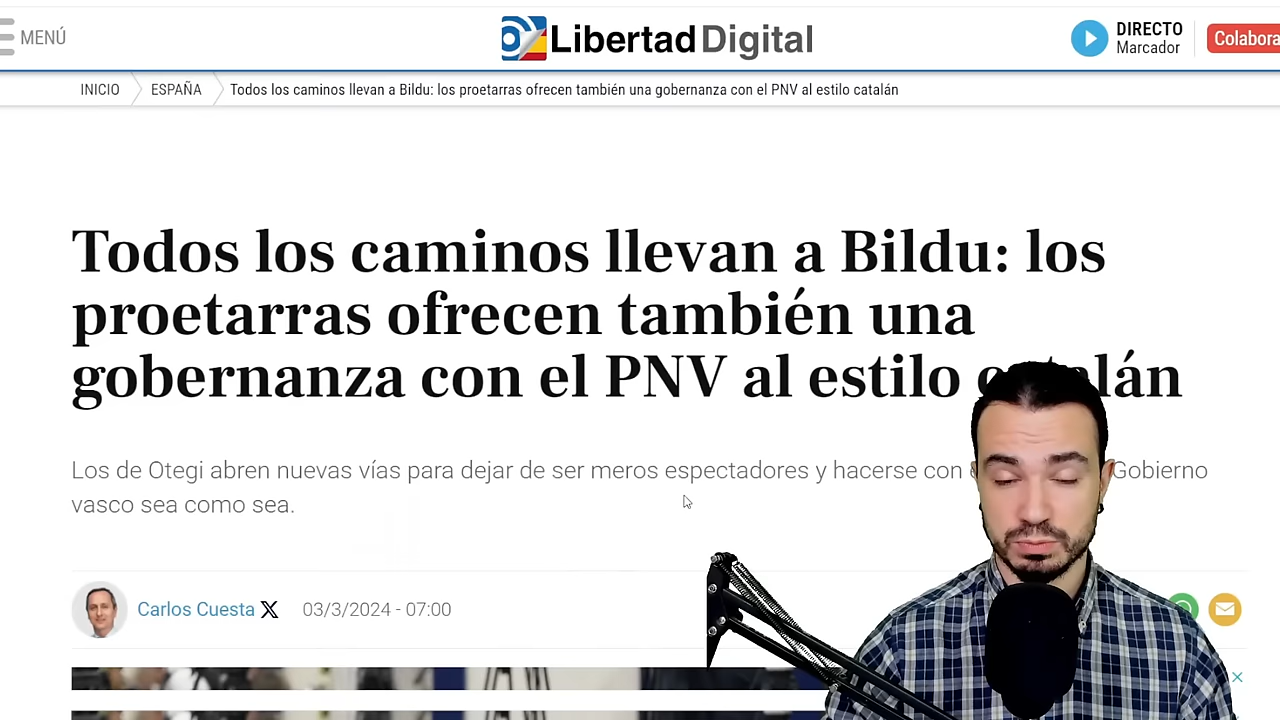 MENÚ
Libertad Digital
DIRECTO
Marcador
Colabora
INICIO
ESPAÑA
Todos los caminos llevan a Bildu: los proetarras ofrecen también una gobernanza con el PNV al estilo catalán
Todos los caminos llevan a Bildu: los
proetarras ofrecen también una
gobernanza con el PNV al estilo catalán
Los de Otegi abren nuevas vías para dejar de ser meros espectadores y hacerse con Gobierno
vasco sea como sea.
Carlos Cuesta
03/3/2024 - 07:00